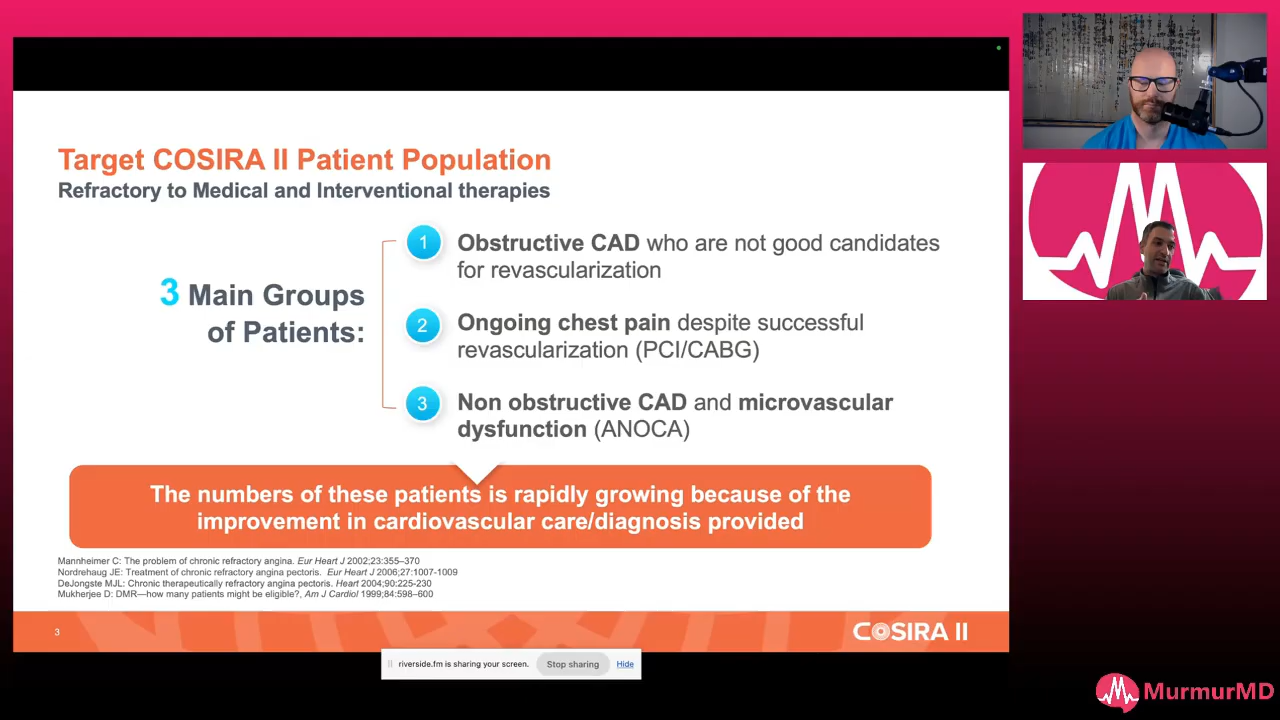 Target COSIRA II Patient Population
Refractory to Medical and Interventional therapies
3 Main Groups
of Patients:
1
Obstructive CAD who are not good candidates
for revascularization
2
Ongoing chest pain despite successful
revascularization (PCI/CABG)
3
Non obstructive CAD and microvascular
dysfunction (ANOCA)
The numbers of these patients is rapidly growing because of the
improvement in cardiovascular care/diagnosis provided
Mannheimer C: The problem of chronic refractory angina. Eur Heart J 2002;23:355–370
Nordrehaug JE: Treatment of chronic refractory angina pectoris. Eur Heart J 2006;27:1007-1009
DeJongste MJL: Chronic therapeutically refractory angina pectoris. Heart 2004;90:225-230
Mukherjee D: DMR—how many patients might be eligible?, Am J Cardiol 1999;84:598–600
3
COSIRA II
riverside.fm is sharing your screen.
Stop sharing
Hide
MurmurMD